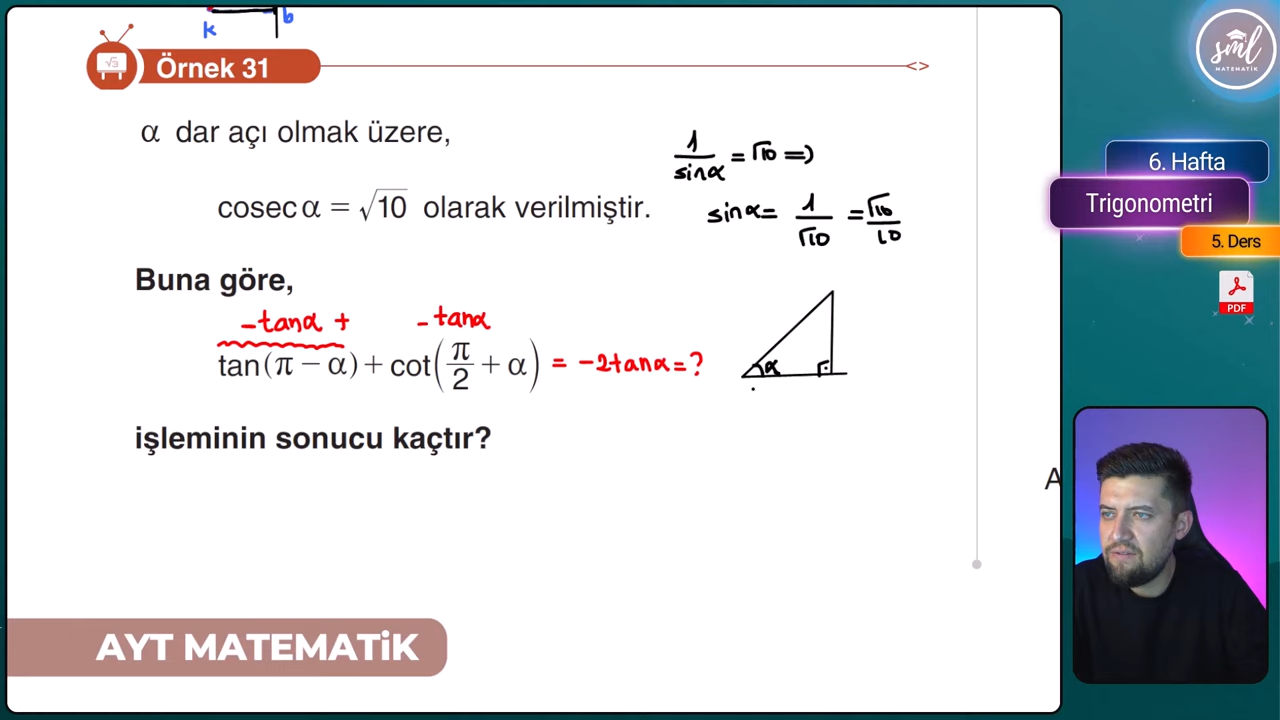 k b
√3 Örnek 31 <>
α dar açı olmak üzere,
1/sinα = √10 ⇒
cosec α = √10 olarak verilmiştir.
sinα = 1/√10 = √10/10
Buna göre,
-tanα + -tanα
tan(π − α) + cot(π/2 + α) = -2tanα = ?
α
işleminin sonucu kaçtır?
A
AYT MATEMATİK
sml
MATEMATİK
6. Hafta
Trigonometri
5. Ders
PDF